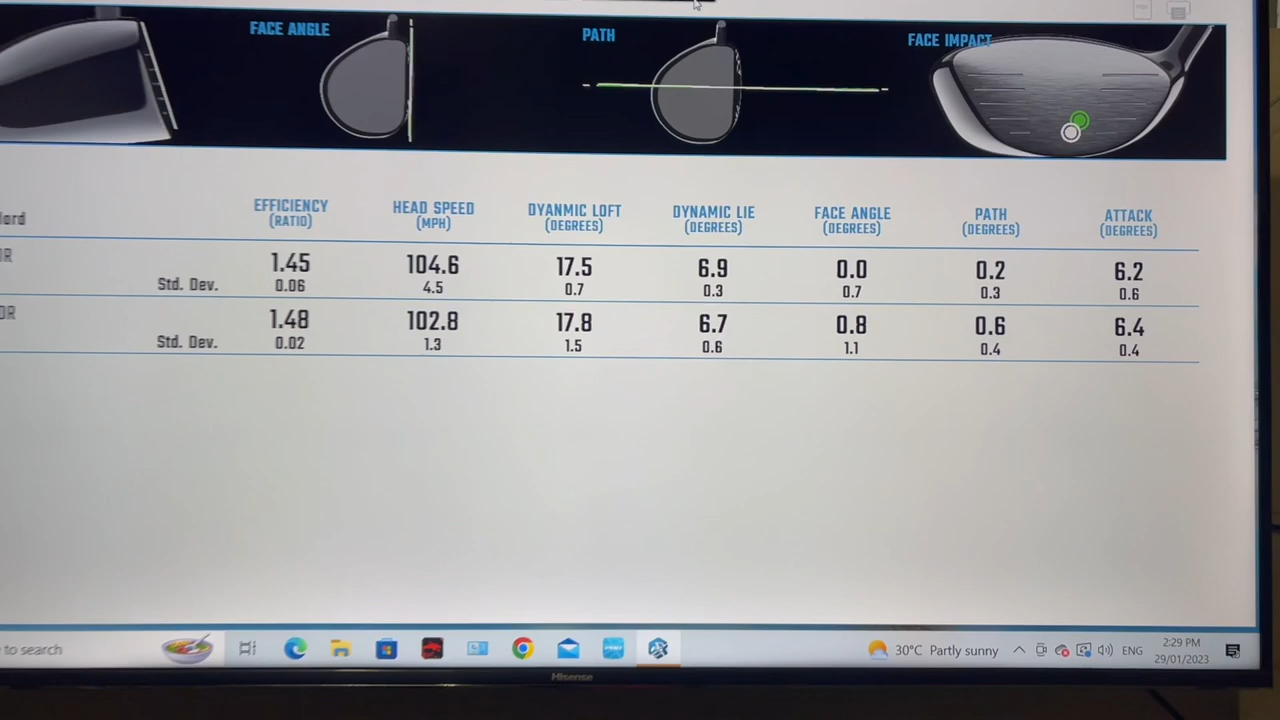 FACE ANGLE
PATH
FACE IMPACT
EFFICIENCY HEAD SPEED DYANMIC LOFT DYNAMIC LIE FACE ANGLE PATH ATTACK
(RATIO) (MPH) (DEGREES) (DEGREES) (DEGREES) (DEGREES) (DEGREES)
1.45 104.6 17.5 6.9 0.0 0.2 6.2
Std. Dev. 0.06 4.5 0.7 0.3 0.7 0.3 0.6
1.48 102.8 17.8 6.7 0.8 0.6 6.4
Std. Dev. 0.02 1.3 1.5 0.6 1.1 0.4 0.4
to search
30°C Partly sunny
ENG
2:29 PM
29/01/2023
Hisense